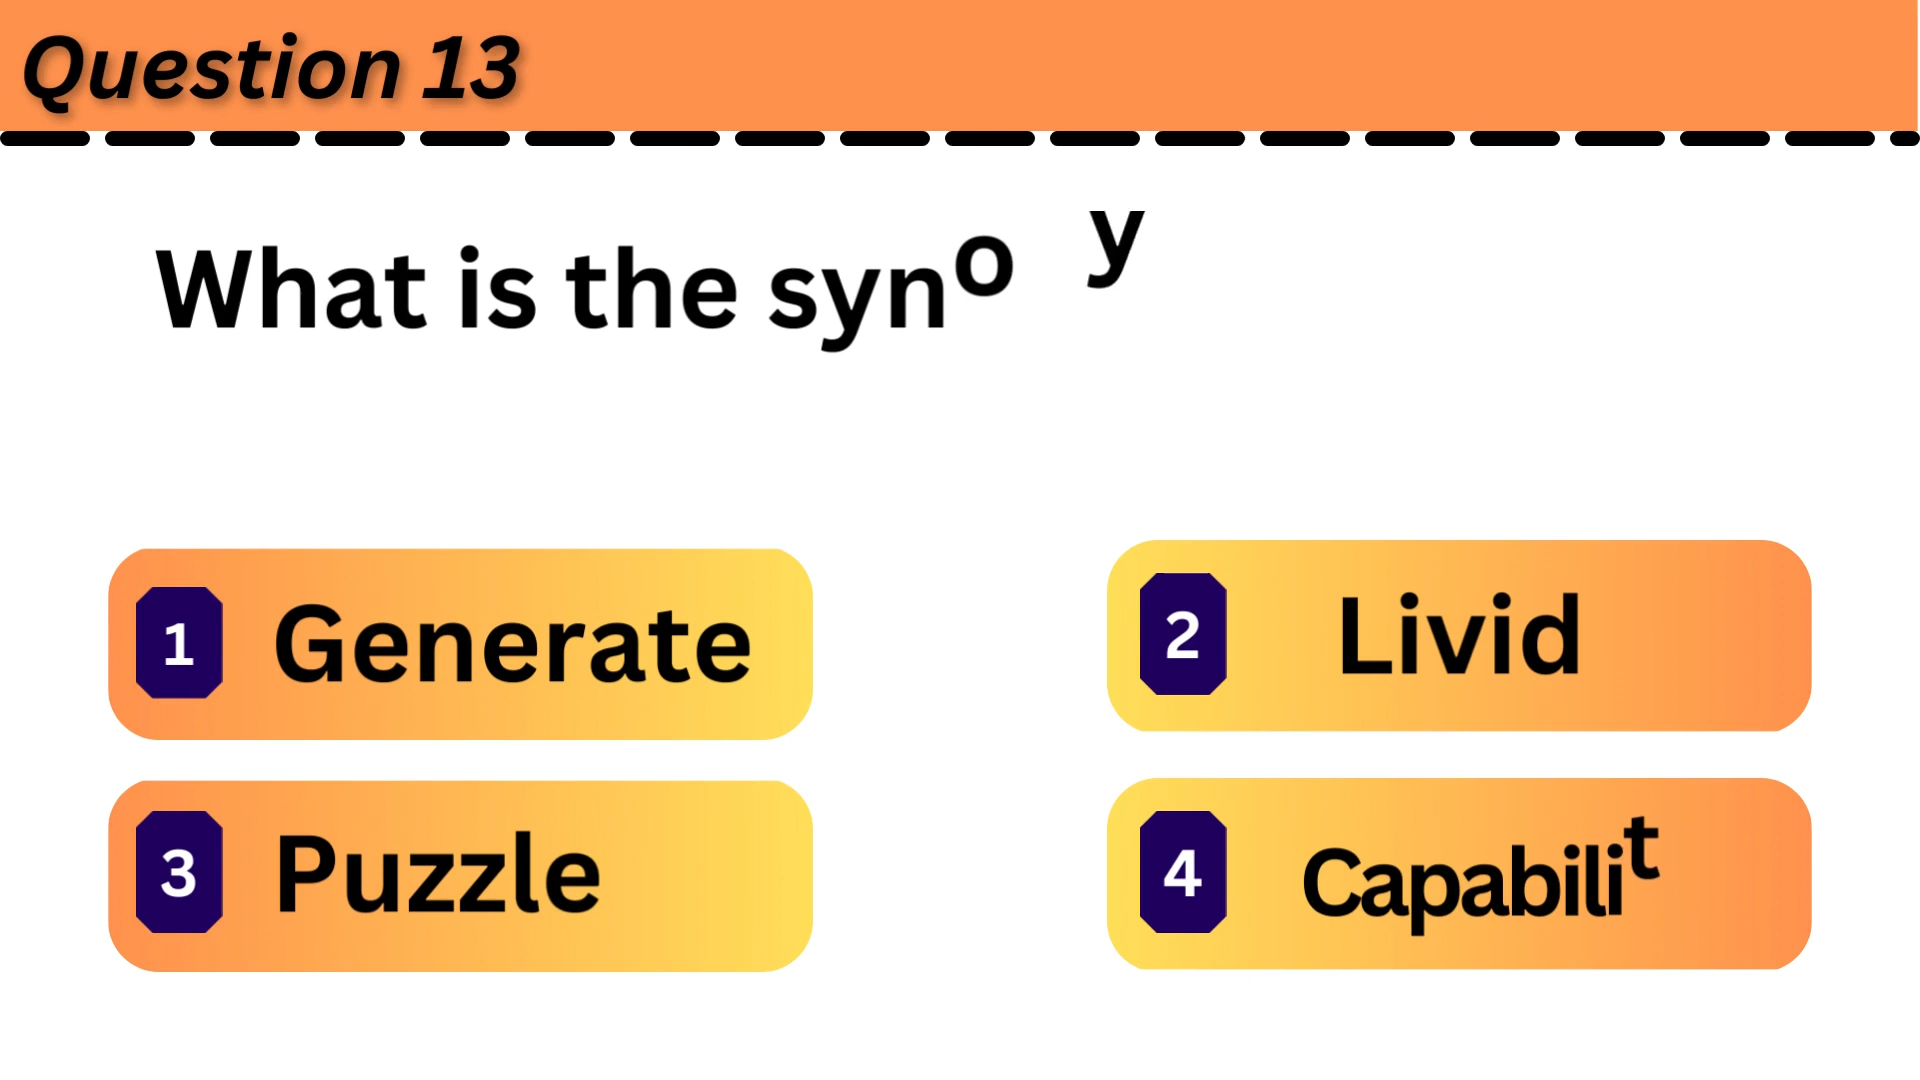 Question 13
What is the syno y
1 Generate
2 Livid
3 Puzzle
4 Capabilit